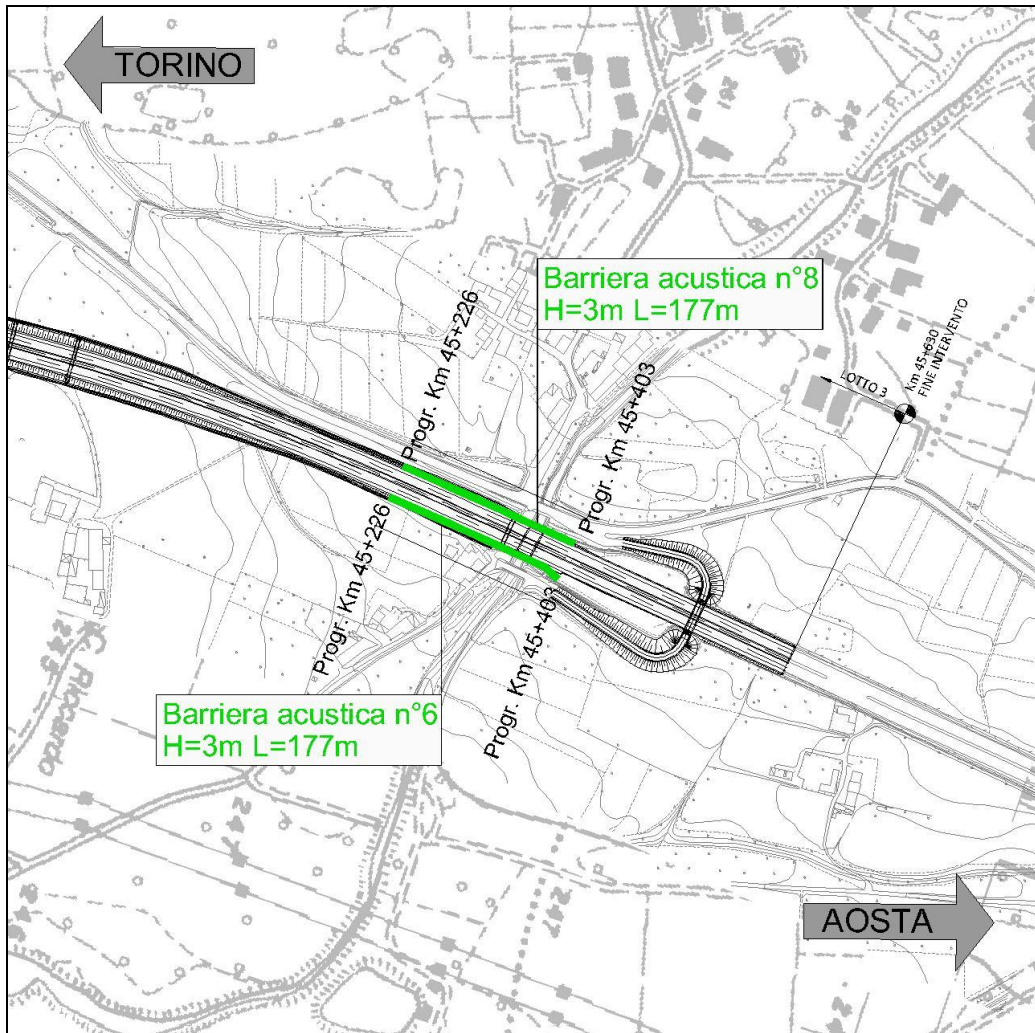 TORINO
Barriera acustica n°8
H=3m L=177m
Progr. Km 45+226
Progr. Km 45+403
Km 45+630
FINE INTERVENTO
LOTTO 3
Progr. Km 45+226
Progr. Km 45+403
Barriera acustica n°6
H=3m L=177m
C. Riccardo
AOSTA